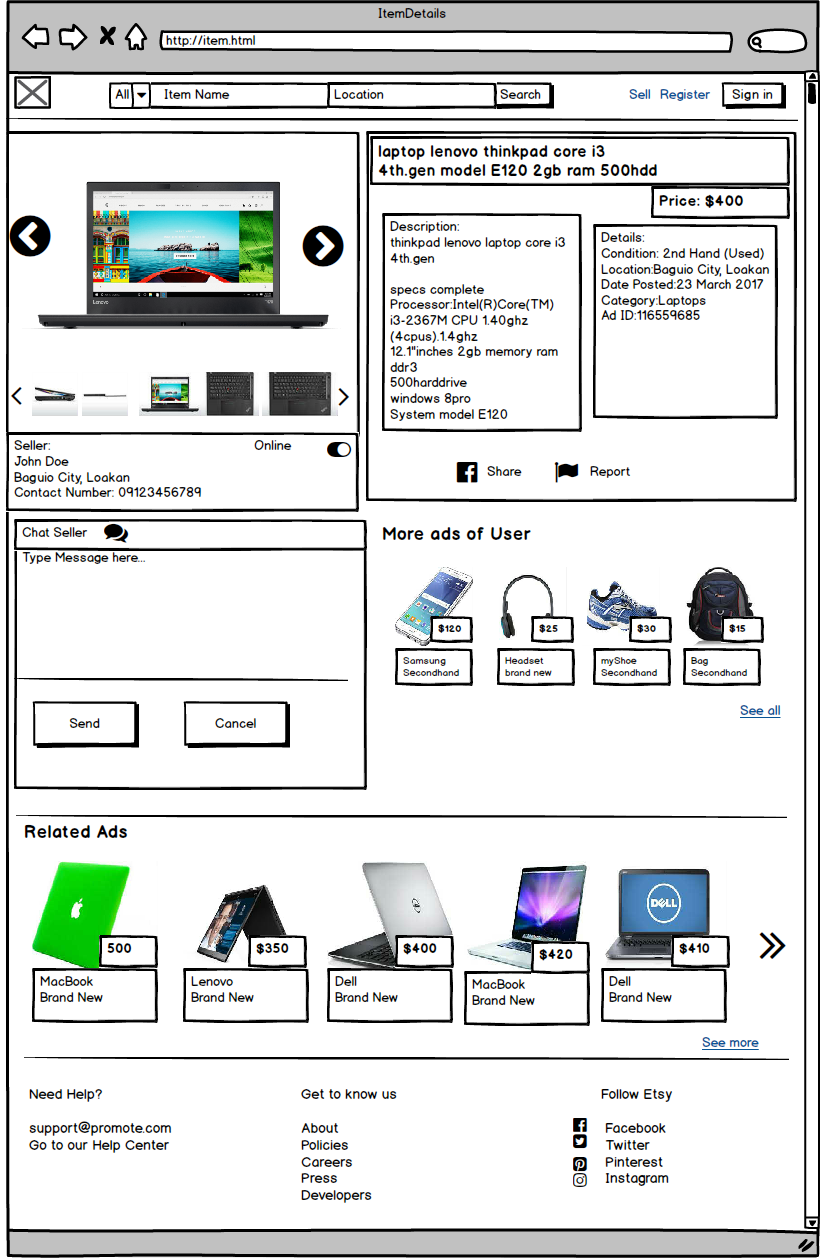 ItemDetails
http://item.html
All Item Name Location Search Sell Register Sign in
laptop lenovo thinkpad core i3
4th.gen model E120 2gb ram 500hdd
Price: $400
Description:
thinkpad lenovo laptop core i3
4th.gen
specs complete
Processor:Intel(R)Core(TM)
i3-2367M CPU 1.40ghz
(4cpus).1.4ghz
12.1"inches 2gb memory ram
ddr3
500harddrive
windows 8pro
System model E120
Details:
Condition: 2nd Hand (Used)
Location:Baguio City, Loakan
Date Posted:23 March 2017
Category:Laptops
Ad ID:116559685
Lenovo
Seller: Online
John Doe
Baguio City, Loakan
Contact Number: 09123456789
Share Report
Chat Seller
Type Message here...
Send Cancel
More ads of User
$120 $25 $30 $15
Samsung
Secondhand
Headset
brand new
myShoe
Secondhand
Bag
Secondhand
See all
Related Ads
DELL
500 $350 $400 $420 $410
MacBook
Brand New
Lenovo
Brand New
Dell
Brand New
MacBook
Brand New
Dell
Brand New
See more
Need Help?
support@promote.com
Go to our Help Center
Get to know us
About
Policies
Careers
Press
Developers
Follow Etsy
Facebook
Twitter
Pinterest
Instagram